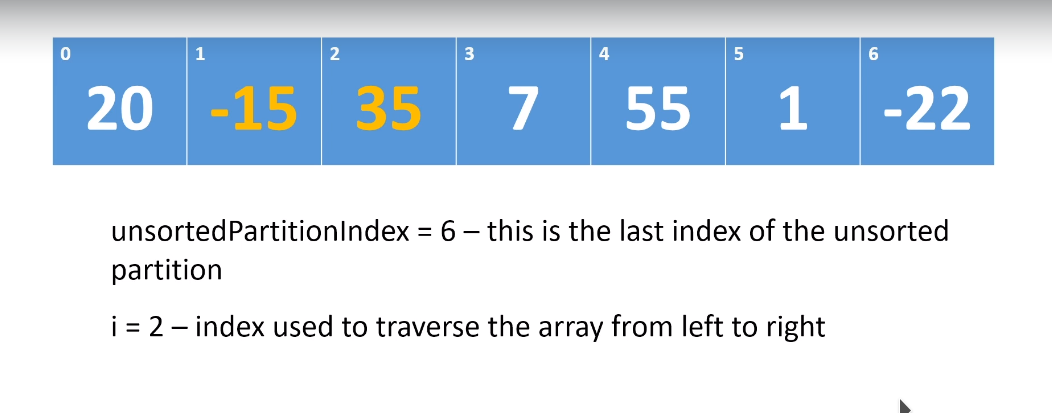 0 1 2 3 4 5 6
20 -15 35 7 55 1 -22
unsortedPartitionIndex = 6 – this is the last index of the unsorted
partition
i = 2 – index used to traverse the array from left to right